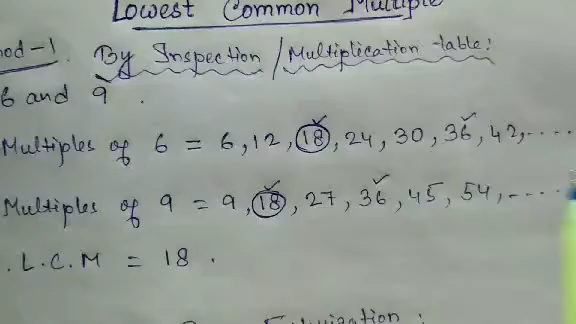 Lowest Common Multiple
od-1. By Inspection / Multiplication table:
6 and 9.
Multiples of 6 = 6, 12, 18, 24, 30, 36, 42, ....
Multiples of 9 = 9, 18, 27, 36, 45, 54, ....
. L.C.M = 18.